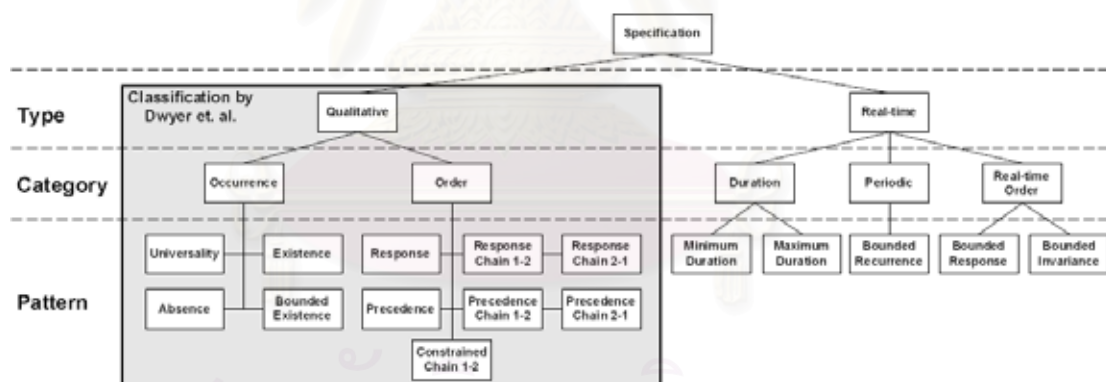 Specification
Type
Classification by
Dwyer et. al.
Qualitative
Real-time
Category
Occurrence
Order
Duration
Periodic
Real-time
Order
Pattern
Universality
Existence
Absence
Bounded
Existence
Response
Response
Chain 1-2
Response
Chain 2-1
Precedence
Precedence
Chain 1-2
Precedence
Chain 2-1
Constrained
Chain 1-2
Minimum
Duration
Maximum
Duration
Bounded
Recurrence
Bounded
Response
Bounded
Invariance